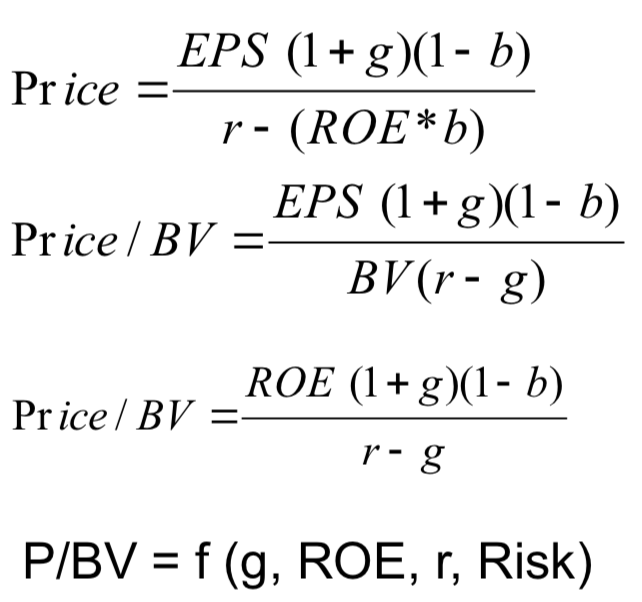 Price = EPS (1 + g)(1 - b) / r - (ROE * b)
Price / BV = EPS (1 + g)(1 - b) / BV(r - g)
Price / BV = ROE (1 + g)(1 - b) / r - g
P/BV = f (g, ROE, r, Risk)